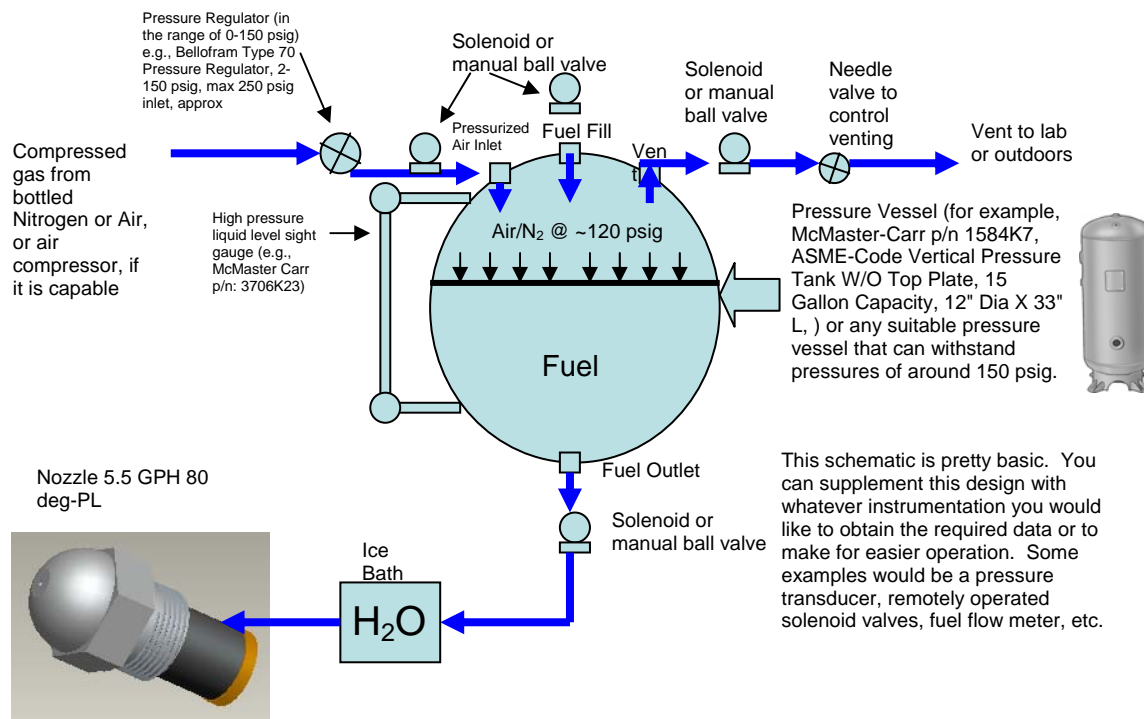 Pressure Regulator (in
the range of 0-150 psig)
e.g., Bellofram Type 70
Pressure Regulator, 2-
150 psig, max 250 psig
inlet, approx
Solenoid or
manual ball valve
Solenoid
or manual
ball valve
Needle
valve to
control
venting
Vent to lab
or outdoors
Compressed
gas from
bottled
Nitrogen or Air,
or air
compressor, if
it is capable
Pressurized
Air Inlet
Fuel Fill
Ven
t
High pressure
liquid level sight
gauge (e.g.,
McMaster Carr
p/n: 3706K23)
Air/N2 @ ~120 psig
Fuel
Pressure Vessel (for example,
McMaster-Carr p/n 1584K7,
ASME-Code Vertical Pressure
Tank W/O Top Plate, 15
Gallon Capacity, 12" Dia X 33"
L, ) or any suitable pressure
vessel that can withstand
pressures of around 150 psig.
Fuel Outlet
Solenoid or
manual ball valve
Nozzle 5.5 GPH 80
deg-PL
Ice
Bath
H2O
This schematic is pretty basic. You
can supplement this design with
whatever instrumentation you would
like to obtain the required data or to
make for easier operation. Some
examples would be a pressure
transducer, remotely operated
solenoid valves, fuel flow meter, etc.